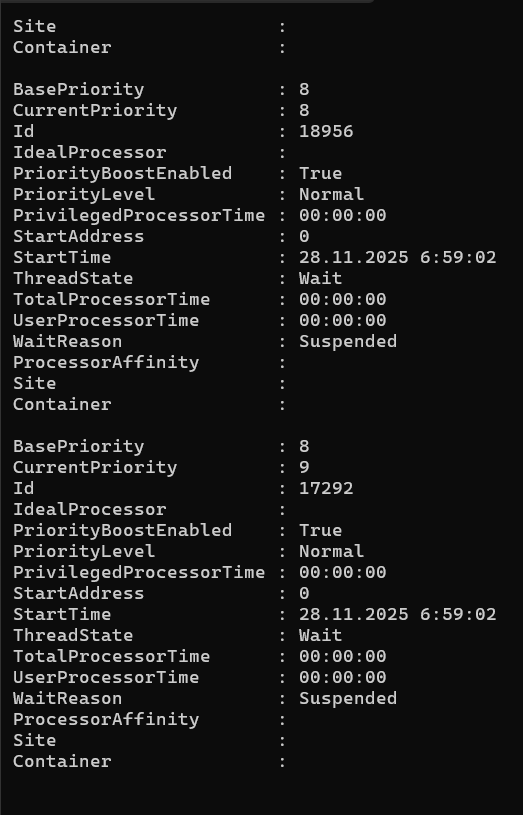 Site                    :
Container               :
BasePriority            : 8
CurrentPriority         : 8
Id                      : 18956
IdealProcessor          :
PriorityBoostEnabled    : True
PriorityLevel           : Normal
PrivilegedProcessorTime : 00:00:00
StartAddress            : 0
StartTime               : 28.11.2025 6:59:02
ThreadState             : Wait
TotalProcessorTime      : 00:00:00
UserProcessorTime       : 00:00:00
WaitReason              : Suspended
ProcessorAffinity       :
Site                    :
Container               :
BasePriority            : 8
CurrentPriority         : 9
Id                      : 17292
IdealProcessor          :
PriorityBoostEnabled    : True
PriorityLevel           : Normal
PrivilegedProcessorTime : 00:00:00
StartAddress            : 0
StartTime               : 28.11.2025 6:59:02
ThreadState             : Wait
TotalProcessorTime      : 00:00:00
UserProcessorTime       : 00:00:00
WaitReason              : Suspended
ProcessorAffinity       :
Site                    :
Container               :